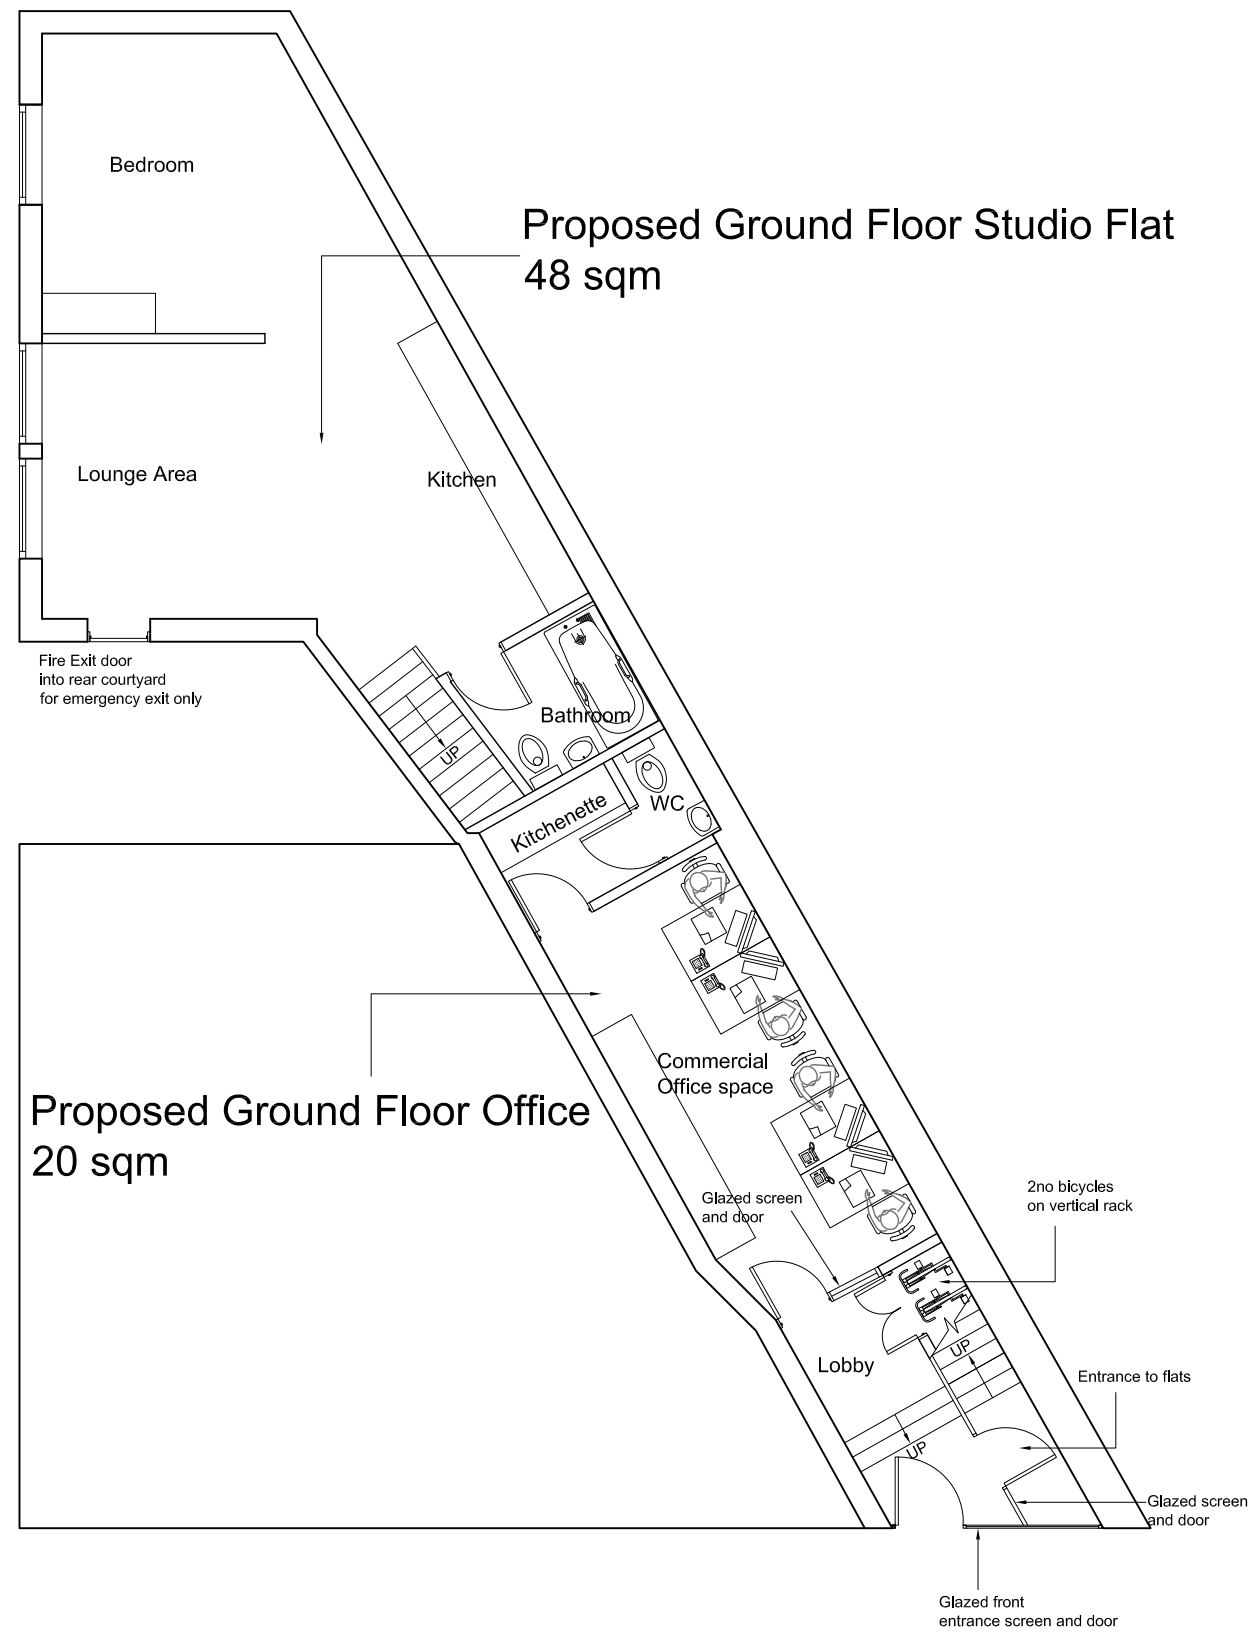 Bedroom
Proposed Ground Floor Studio Flat
48 sqm
Lounge Area
Kitchen
Fire Exit door
into rear courtyard
for emergency exit only
Bathroom
UP
Kitchenette
WC
Commercial
Office space
Proposed Ground Floor Office
20 sqm
Glazed screen
and door
2no bicycles
on vertical rack
UP
Lobby
Entrance to flats
UP
Glazed screen
and door
Glazed front
entrance screen and door